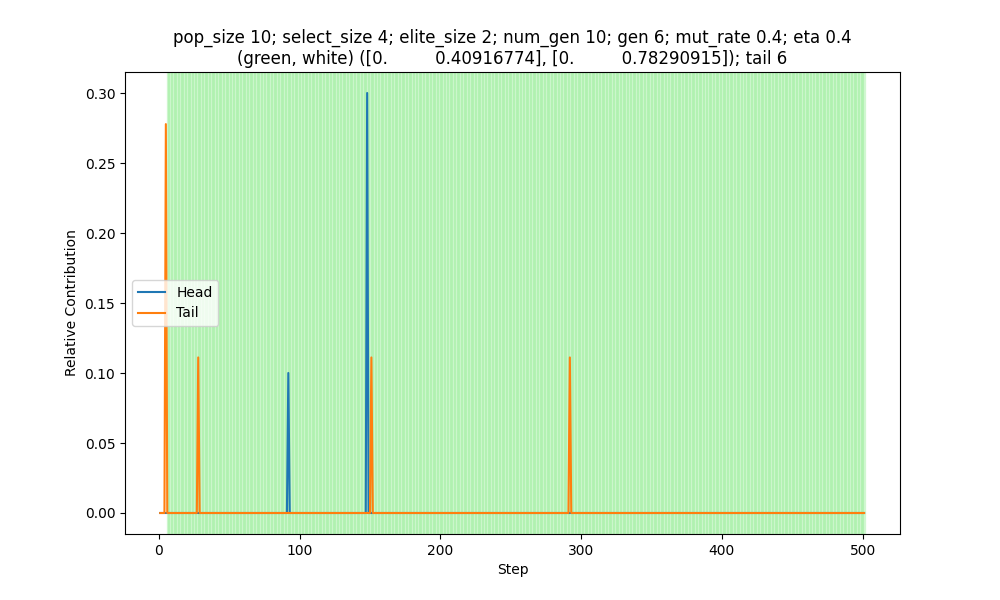 pop_size 10; select_size 4; elite_size 2; num_gen 10; gen 6; mut_rate 0.4; eta 0.4
(green, white) ([0.         0.40916774], [0.         0.78290915]); tail 6
0.30
0.25
0.20
0.15
0.10
0.05
0.00
Relative Contribution
Head
Tail
0
100
200
300
400
500
Step